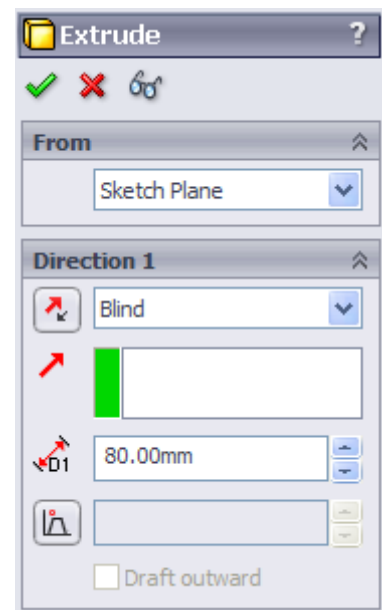 Extrude ?
From
Sketch Plane
Direction 1
Blind
D1 80.00mm
Draft outward